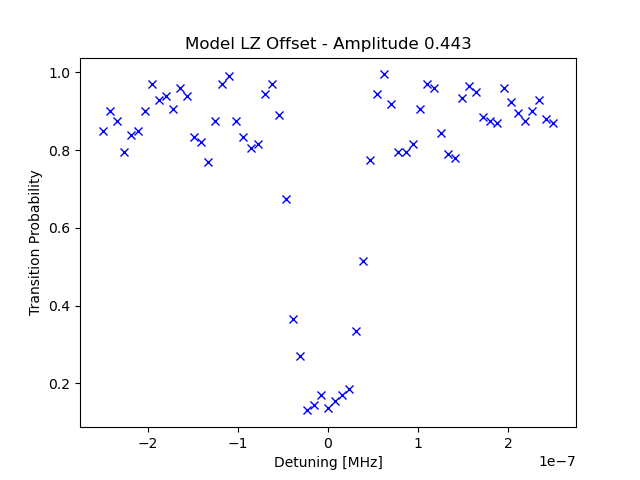 Model LZ Offset - Amplitude 0.443
Transition Probability
1.0
0.8
0.6
0.4
0.2
−2
−1
0
1
2
1e−7
Detuning [MHz]